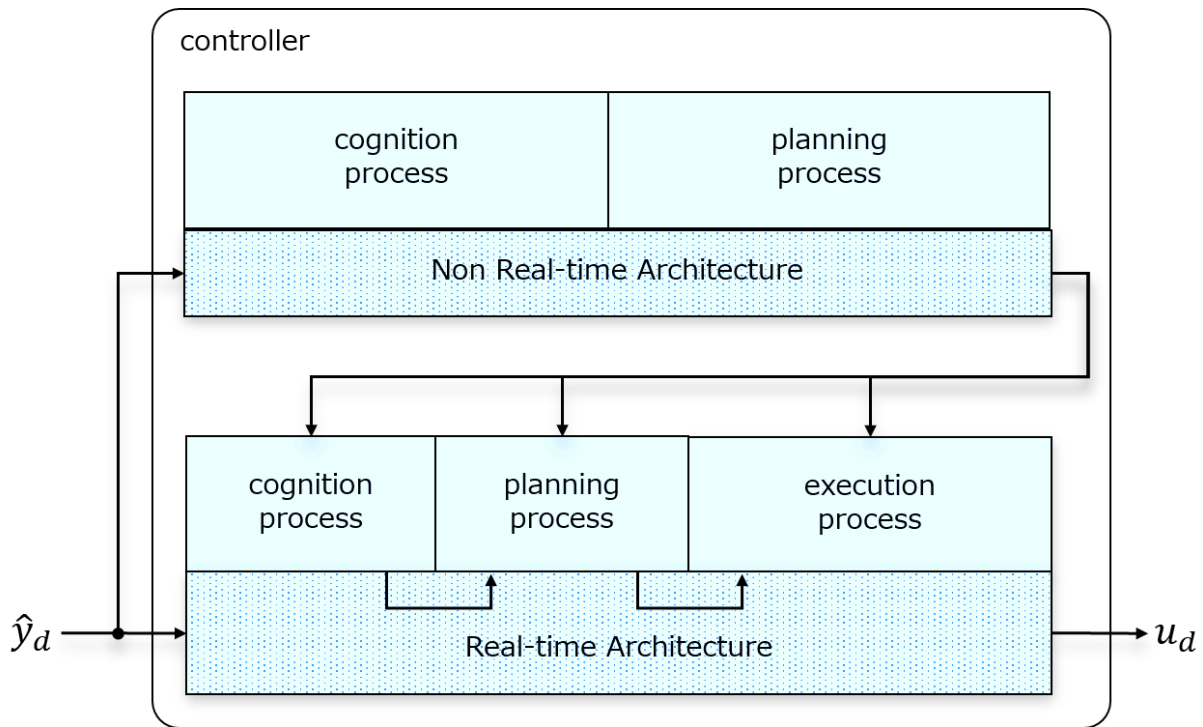 controller
cognition
process
planning
process
Non Real-time Architecture
cognition
process
planning
process
execution
process
ŷ_d
u_d
Real-time Architecture